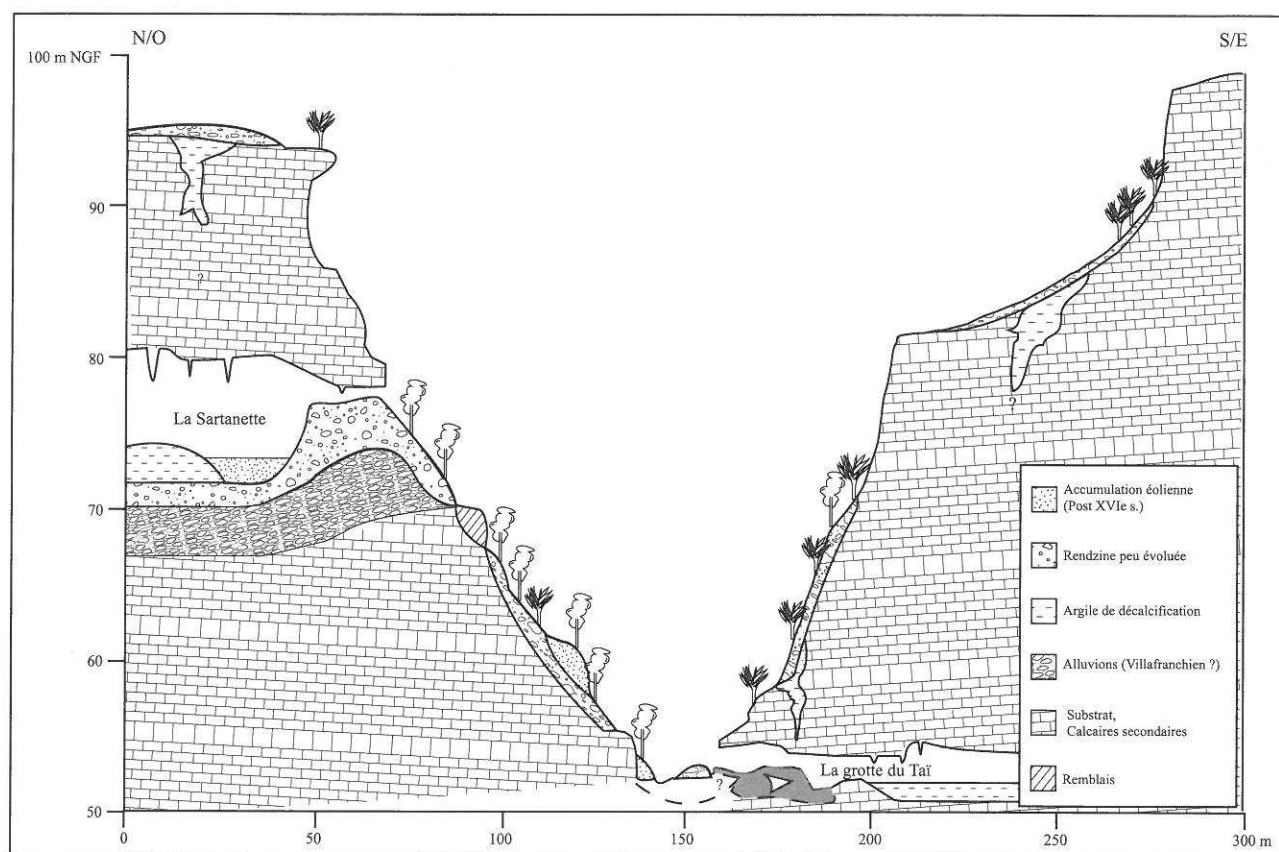 N/O
S/E
100 m NGF
90
80
70
60
50
0
50
100
150
200
250
300 m
?
La Sartanette
?
La grotte du Taï
?
Accumulation éolienne
(Post XVIe s.)
Rendzine peu évoluée
Argile de décalcification
Alluvions (Villafranchien ?)
Substrat,
Calcaires secondaires
Remblais